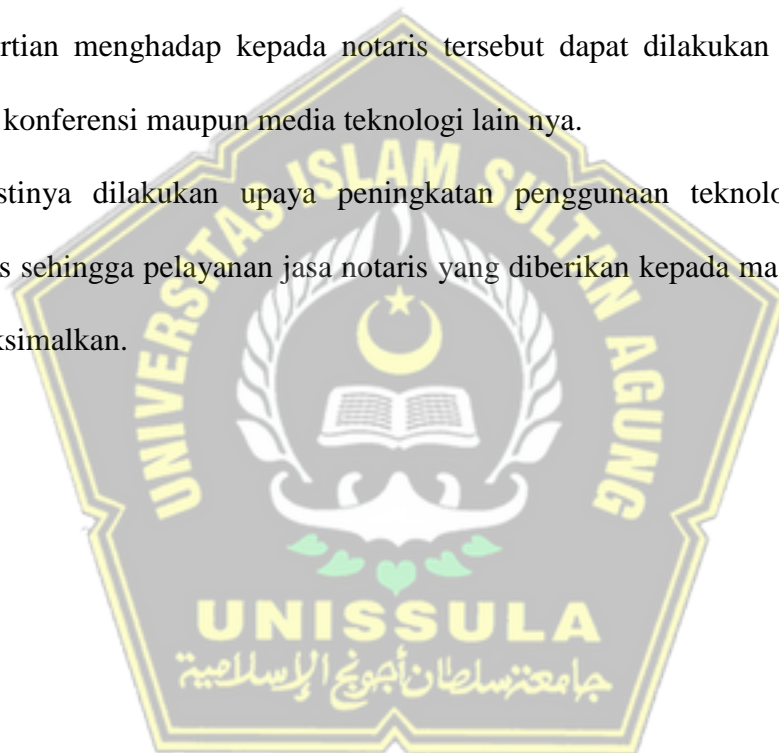 rtian menghadap kepada notaris tersebut dapat dilakukan
konferensi maupun media teknologi lain nya.
stinya dilakukan upaya peningkatan penggunaan teknolo
s sehingga pelayanan jasa notaris yang diberikan kepada ma
ksimalkan.
UNIVERSITAS ISLAM SULTAN AGUNG
UNISSULA
جامعة سلطان أجونج الإسلامية